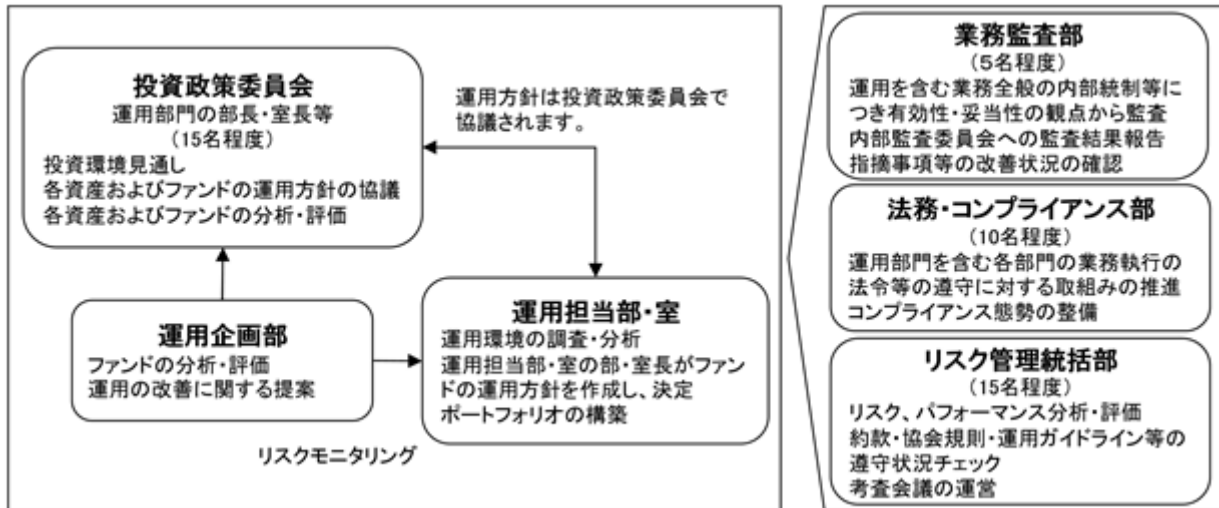 投資政策委員会
運用部門の部長・室長等
(15名程度)
投資環境見通し
各資産およびファンドの運用方針の協議
各資産およびファンドの分析・評価
運用方針は投資政策委員会で
協議されます。
運用企画部
ファンドの分析・評価
運用の改善に関する提案
運用担当部・室
運用環境の調査・分析
運用担当部・室の部・室長がファン
ドの運用方針を作成し、決定
ポートフォリオの構築
リスクモニタリング
業務監査部
(5名程度)
運用を含む業務全般の内部統制等に
つき有効性・妥当性の観点から監査
内部監査委員会への監査結果報告
指摘事項等の改善状況の確認
法務・コンプライアンス部
(10名程度)
運用部門を含む各部門の業務執行の
法令等の遵守に対する取組みの推進
コンプライアンス態勢の整備
リスク管理統括部
(15名程度)
リスク、パフォーマンス分析・評価
約款・協会規則・運用ガイドライン等の
遵守状況チェック
考査会議の運営